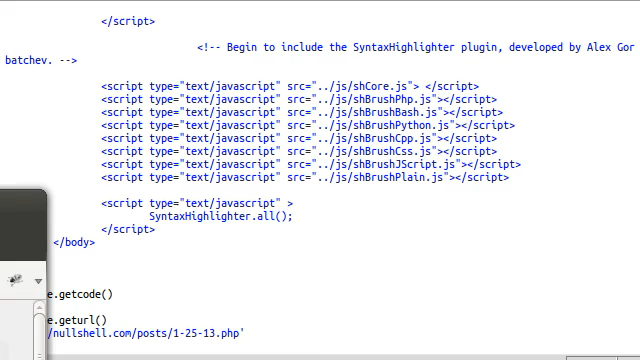 </script>
<!-- Begin to include the SyntaxHighlighter plugin, developed by Alex Gor
batchev. -->
<script type="text/javascript" src="../js/shCore.js"> </script>
<script type="text/javascript" src="../js/shBrushPhp.js"></script>
<script type="text/javascript" src="../js/shBrushBash.js"></script>
<script type="text/javascript" src="../js/shBrushPython.js"></script>
<script type="text/javascript" src="../js/shBrushCpp.js"></script>
<script type="text/javascript" src="../js/shBrushCss.js"></script>
<script type="text/javascript" src="../js/shBrushJScript.js"></script>
<script type="text/javascript" src="../js/shBrushPlain.js"></script>
<script type="text/javascript" >
SyntaxHighlighter.all();
</script>
</body>
e.getcode()
e.geturl()
/nullshell.com/posts/1-25-13.php'